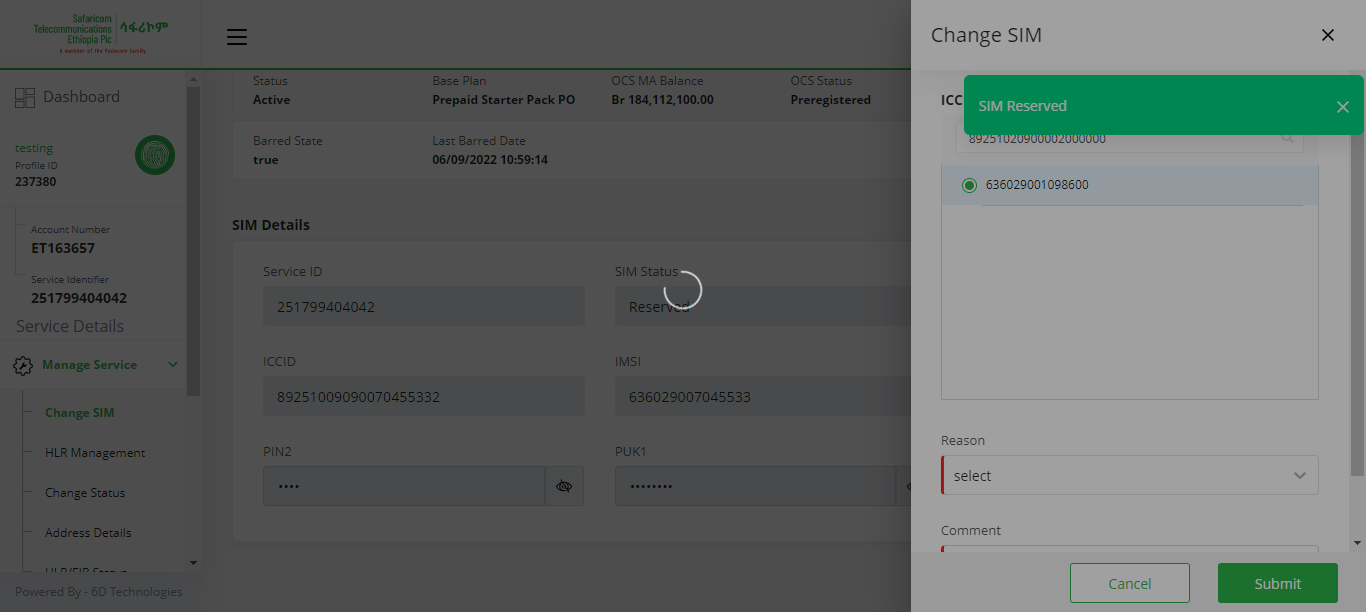 Safaricom
Telecommunications
Ethiopia Plc
ሳፋሪኮም
A member of the Vodacom family
Dashboard
testing
Profile ID
237380
Account Number
ET163657
Service Identifier
251799404042
Service Details
Manage Service
Change SIM
HLR Management
Change Status
Address Details
HLR/EIR Status
Powered By - 6D Technologies
Status
Active
Base Plan
Prepaid Starter Pack PO
OCS MA Balance
Br 184,112,100.00
OCS Status
Preregistered
Barred State
true
Last Barred Date
06/09/2022 10:59:14
SIM Details
Service ID
251799404042
SIM Status
Reserved
ICCID
89251009090070455332
IMSI
636029007045533
PIN2
••••
PUK1
••••••••
Change SIM
ICC
SIM Reserved
89251020900002000000
636029001098600
Reason
select
Comment
Cancel
Submit